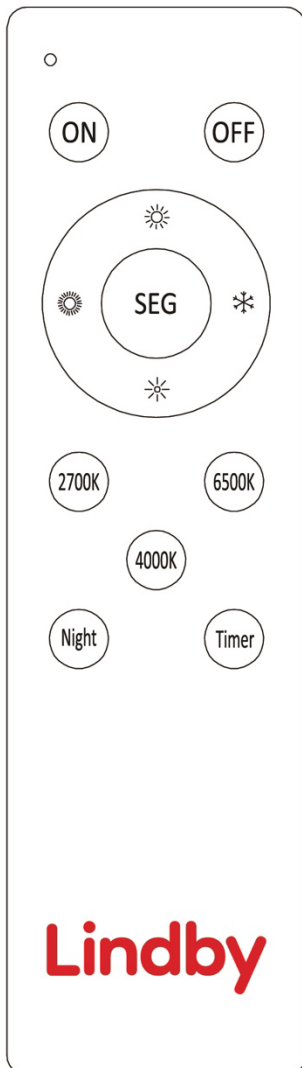 ON OFF
SEG
2700K 6500K
4000K
Night Timer
Lindby